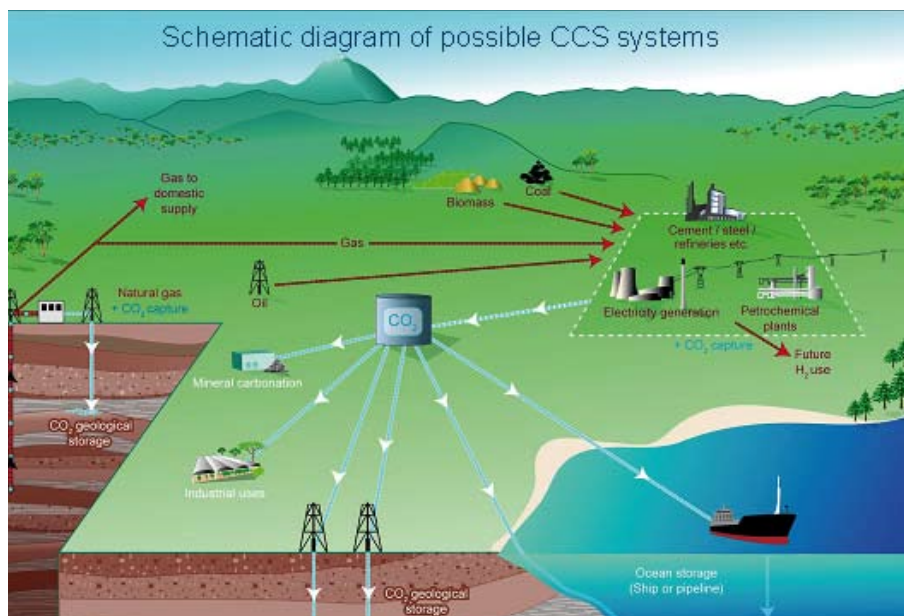 Schematic diagram of possible CCS systems
Gas to
domestic
supply
Biomass
Coal
Cement / steel /
refineries etc.
Gas
Oil
Natural gas
+ CO₂ capture
CO₂
Electricity generation
Petrochemical
plants
+ CO₂ capture
Future
H₂ use
Mineral carbonation
CO₂ geological
storage
Industrial uses
CO₂ geological
storage
Ocean storage
(Ship or pipeline)